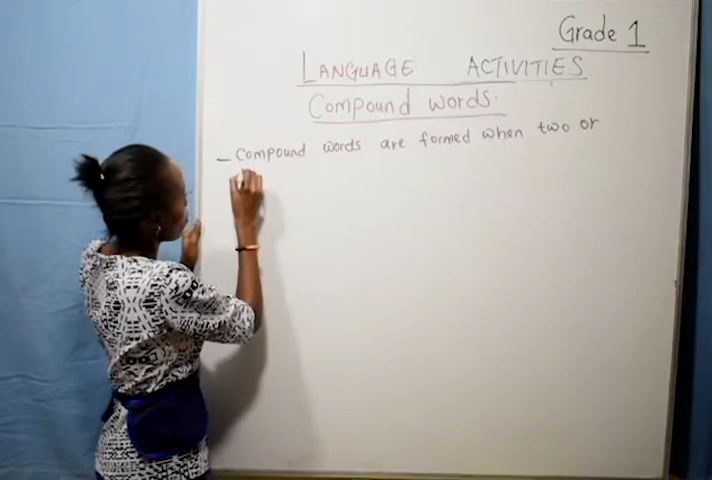 Grade 1
LANGUAGE ACTIVITIES
Compound words.
- Compound words are formed when two or